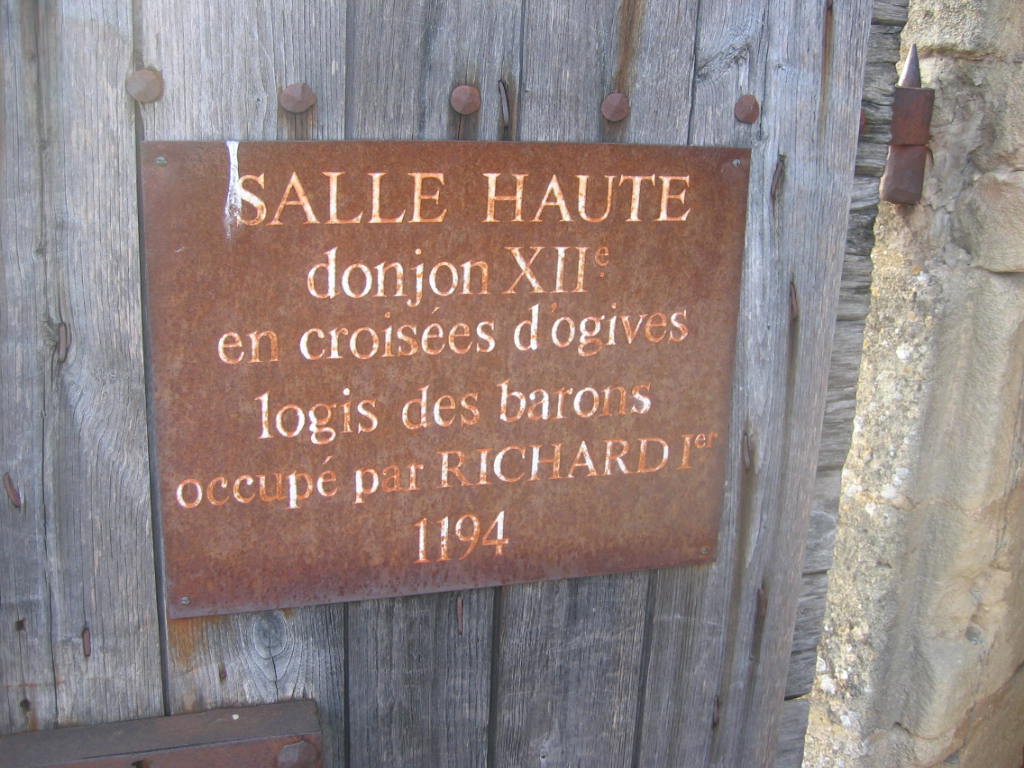 SALLE HAUTE
donjon XIIe
en croisées d'ogives
logis des barons
occupé par RICHARD Ier
1194